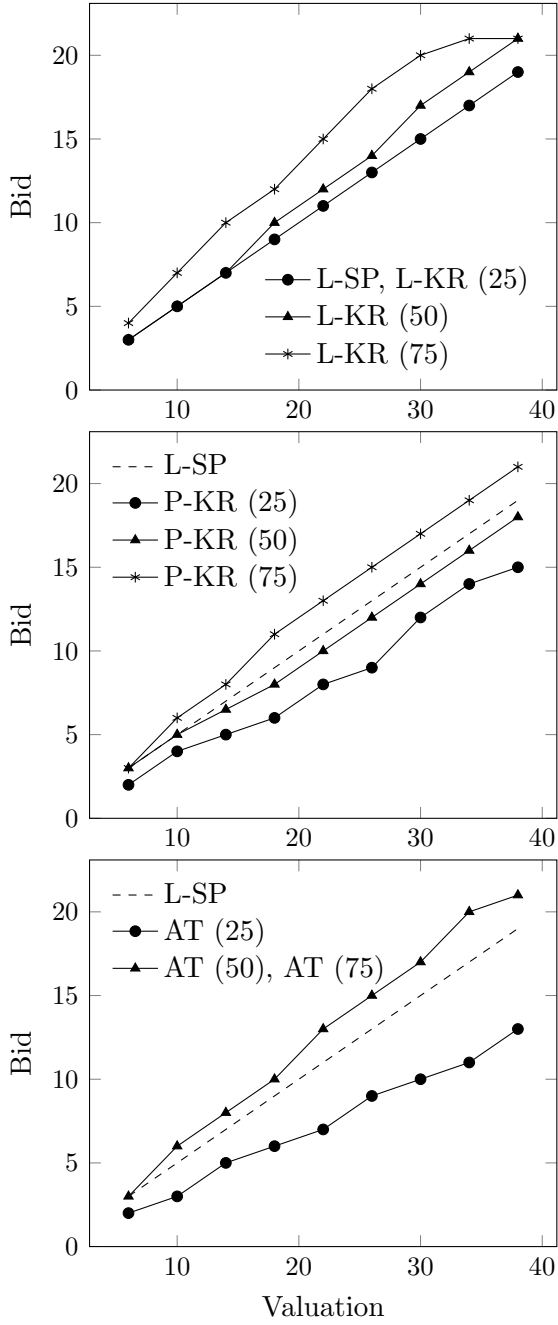 20
15
10
5
0
Bid
L-SP, L-KR (25)
L-KR (50)
L-KR (75)
10 20 30 40
20
15
10
5
0
Bid
L-SP
P-KR (25)
P-KR (50)
P-KR (75)
10 20 30 40
20
15
10
5
0
Bid
L-SP
AT (25)
AT (50), AT (75)
10 20 30 40
Valuation